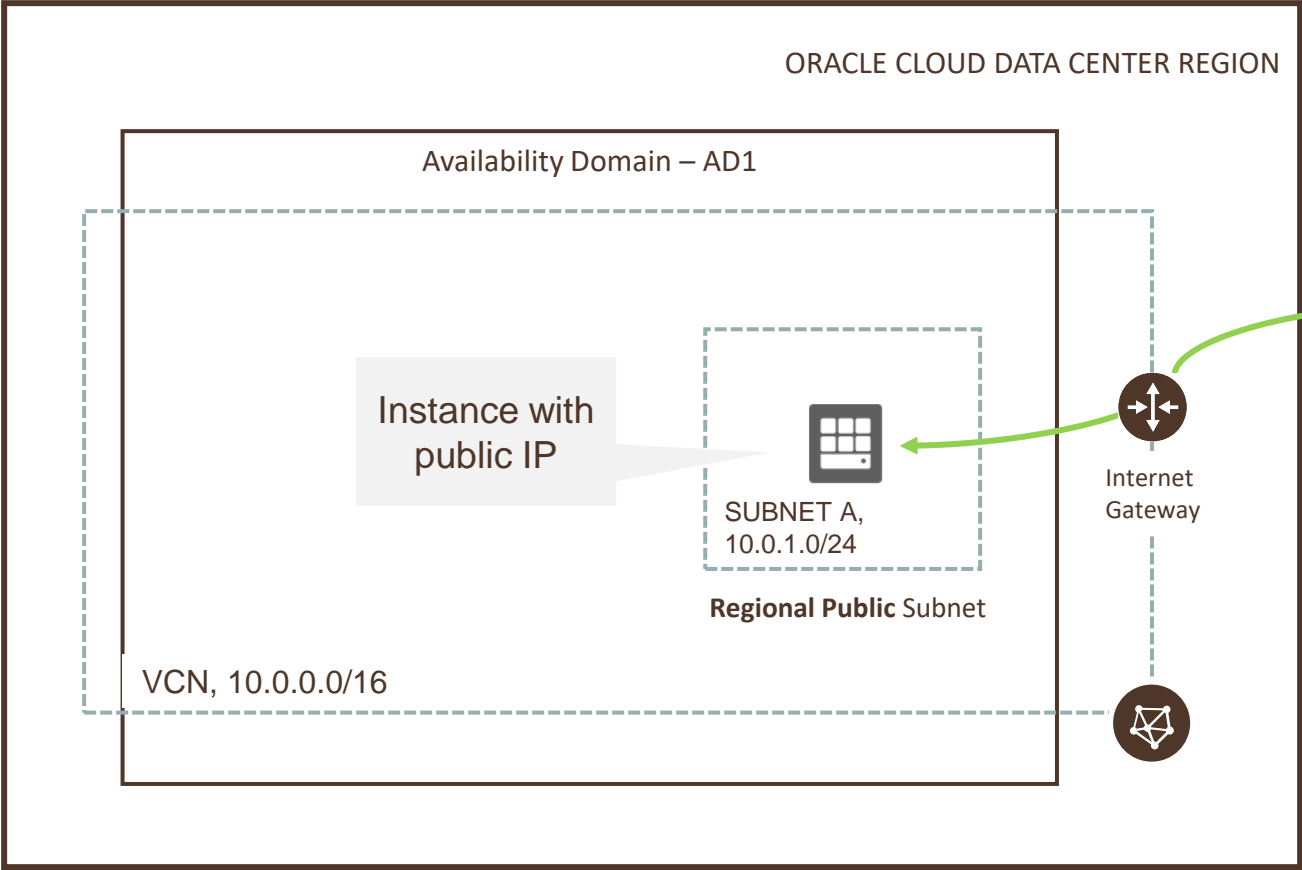 ORACLE CLOUD DATA CENTER REGION
Availability Domain – AD1
Instance with
public IP
SUBNET A,
10.0.1.0/24
Internet
Gateway
Regional Public Subnet
VCN, 10.0.0.0/16